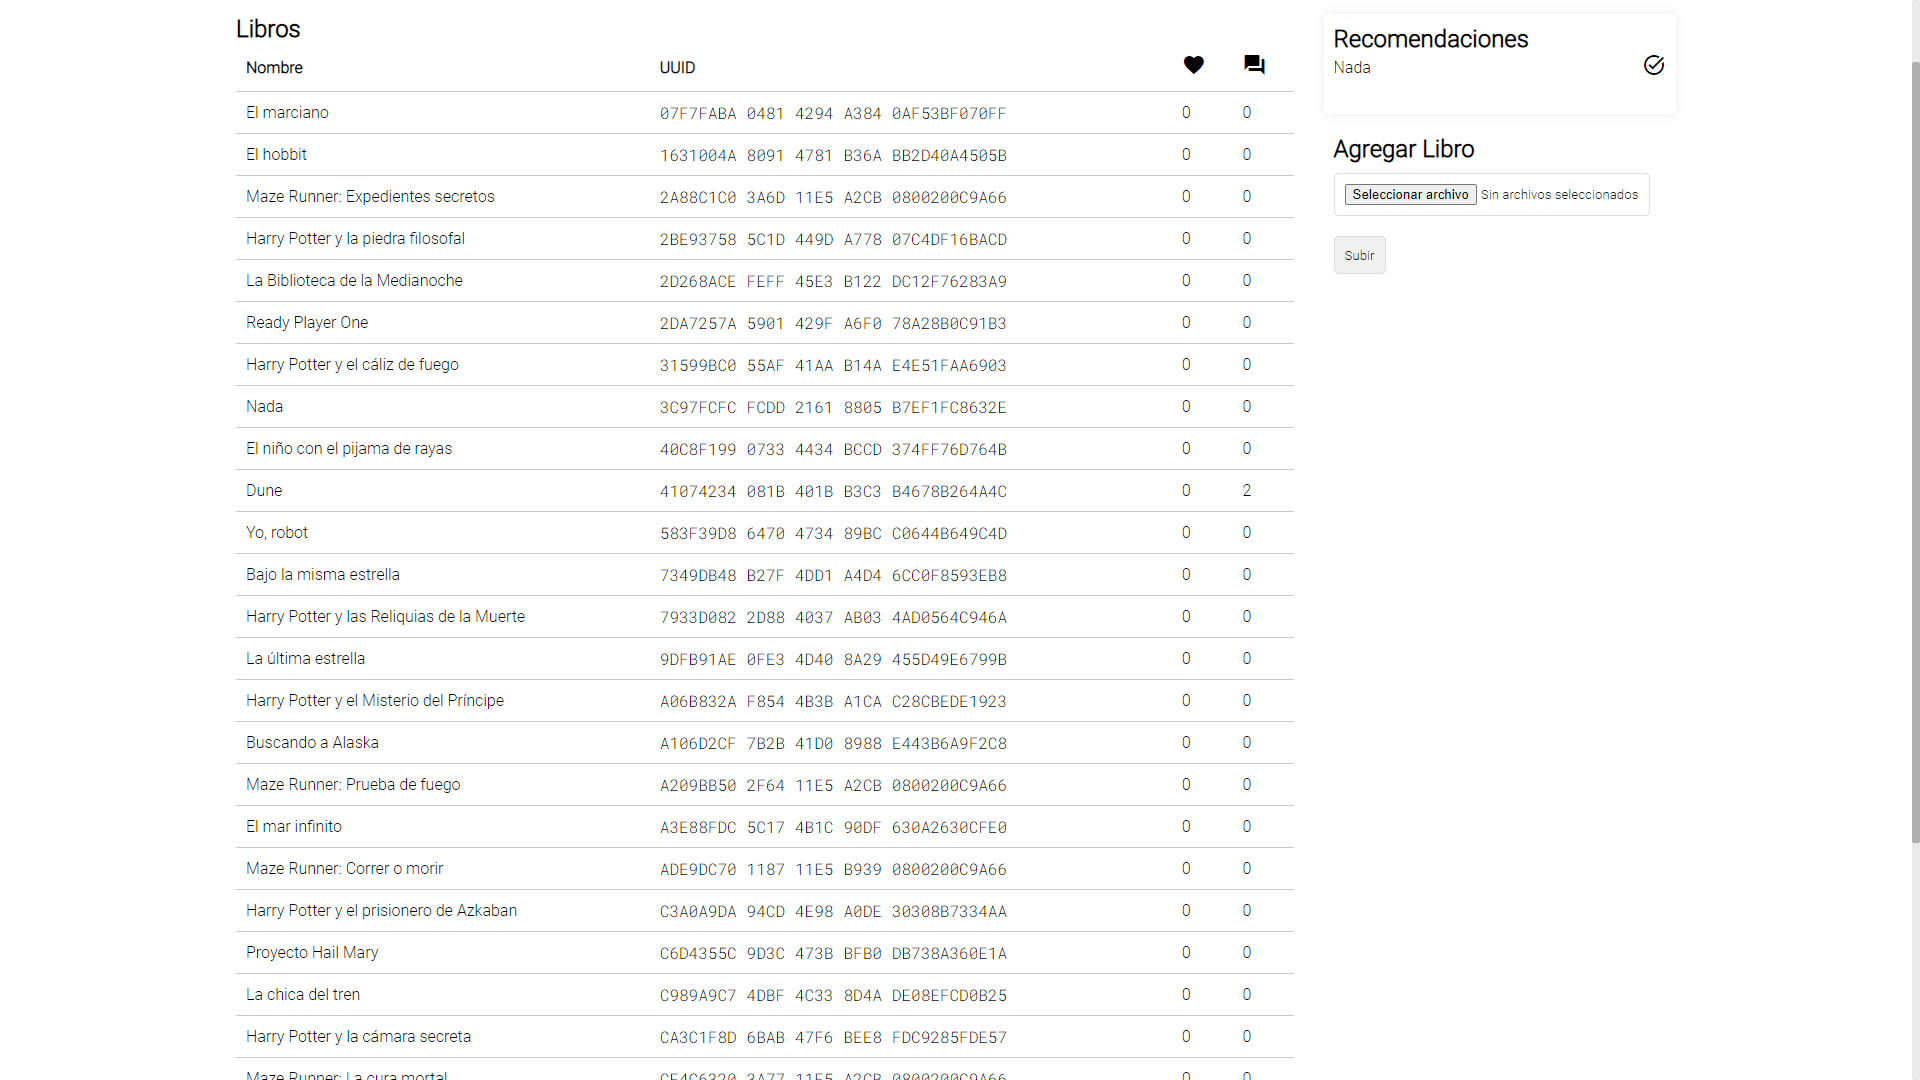 Libros
Nombre UUID
El marciano 07F7FABA 0481 4294 A384 0AF53BF070FF 0 0
El hobbit 1631004A 8091 4781 B36A BB2D40A4505B 0 0
Maze Runner: Expedientes secretos 2A88C1C0 3A6D 11E5 A2CB 0800200C9A66 0 0
Harry Potter y la piedra filosofal 2BE93758 5C1D 449D A778 07C4DF16BACD 0 0
La Biblioteca de la Medianoche 2D268ACE FEFF 45E3 B122 DC12F76283A9 0 0
Ready Player One 2DA7257A 5901 429F A6F0 78A28B0C91B3 0 0
Harry Potter y el cáliz de fuego 31599BC0 55AF 41AA B14A E4E51FAA6903 0 0
Nada 3C97FCFC FCDD 2161 8805 B7EF1FC8632E 0 0
El niño con el pijama de rayas 40C8F199 0733 4434 BCCD 374FF76D764B 0 0
Dune 41074234 081B 401B B3C3 B4678B264A4C 0 2
Yo, robot 583F39D8 6470 4734 89BC C0644B649C4D 0 0
Bajo la misma estrella 7349DB48 B27F 4DD1 A4D4 6CC0F8593EB8 0 0
Harry Potter y las Reliquias de la Muerte 7933D082 2D88 4037 AB03 4AD0564C946A 0 0
La última estrella 9DFB91AE 0FE3 4D40 8A29 455D49E6799B 0 0
Harry Potter y el Misterio del Príncipe A06B832A F854 4B3B A1CA C28CBEDE1923 0 0
Buscando a Alaska A106D2CF 7B2B 41D0 8988 E443B6A9F2C8 0 0
Maze Runner: Prueba de fuego A209BB50 2F64 11E5 A2CB 0800200C9A66 0 0
El mar infinito A3E88FDC 5C17 4B1C 90DF 630A2630CFE0 0 0
Maze Runner: Correr o morir ADE9DC70 1187 11E5 B939 0800200C9A66 0 0
Harry Potter y el prisionero de Azkaban C3A0A9DA 94CD 4E98 A0DE 30308B7334AA 0 0
Proyecto Hail Mary C6D4355C 9D3C 473B BFB0 DB738A360E1A 0 0
La chica del tren C989A9C7 4DBF 4C33 8D4A DE08EFCD0B25 0 0
Harry Potter y la cámara secreta CA3C1F8D 6BAB 47F6 BEE8 FDC9285FDE57 0 0
Maze Runner: La cura mortal CE4C6320 3A77 11E5 A2CB 0800200C9A66 0 0
Recomendaciones
Nada
Agregar Libro
Seleccionar archivo Sin archivos seleccionados
Subir